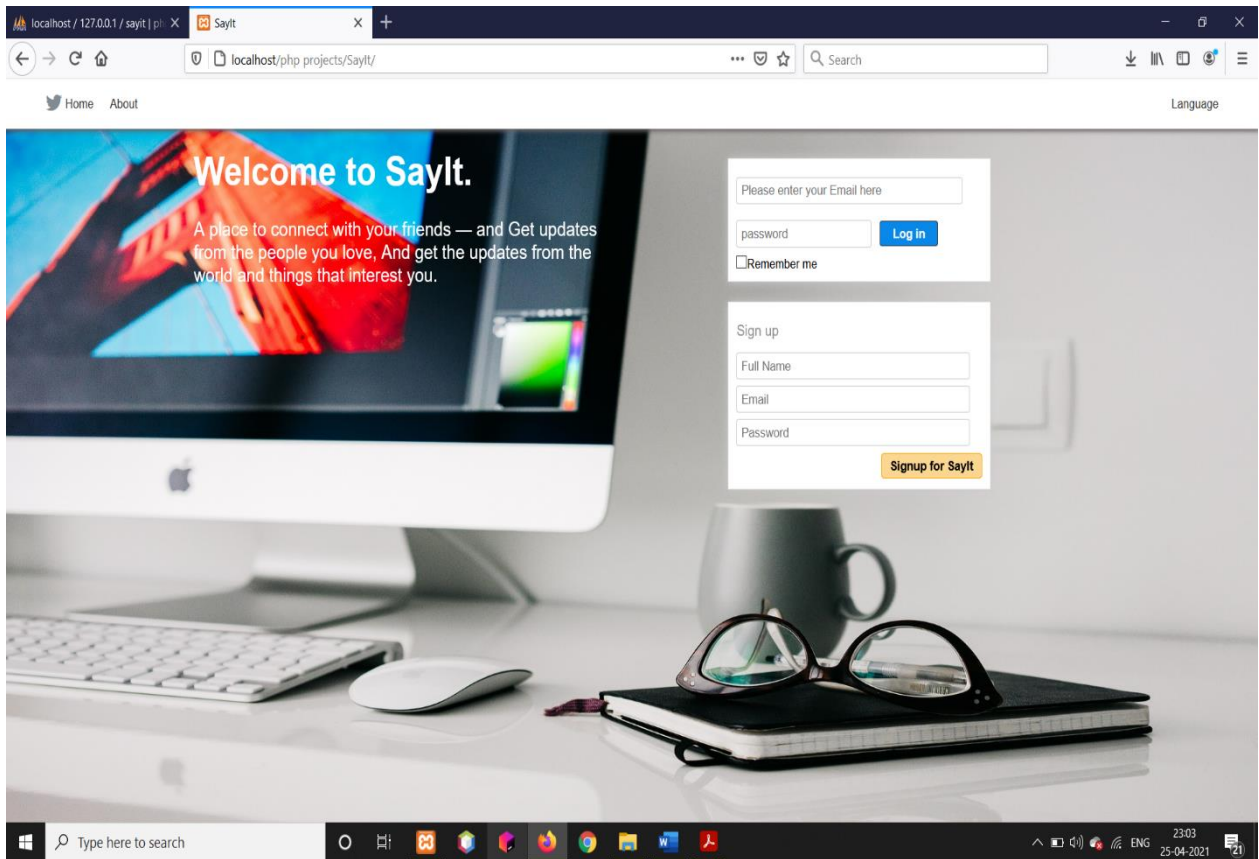 localhost / 127.0.0.1 / sayit | ph
SayIt
localhost/php projects/SayIt/
Search
Home About
Language
Welcome to SayIt.
A place to connect with your friends — and Get updates
from the people you love, And get the updates from the
world and things that interest you.
Please enter your Email here
password
Log in
Remember me
Sign up
Full Name
Email
Password
Signup for SayIt
Type here to search
ENG
23:03
25-04-2021
21